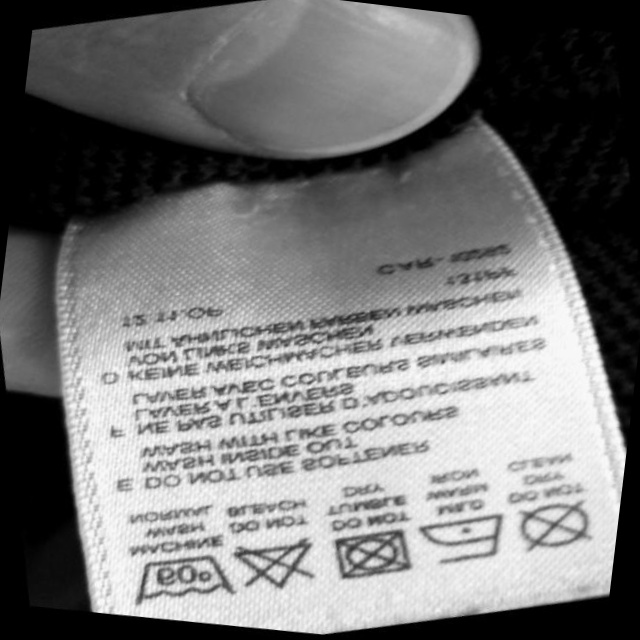 60°
MACHINE WASH NORMAL
DO NOT BLEACH
DO NOT TUMBLE DRY
WARM IRON
DO NOT DRY CLEAN
E DO NOT USE SOFTENER
WASH INSIDE OUT
WASH WITH LIKE COLOURS
F NE PAS UTILISER D'ADOUCISSANT
LAVER A L'ENVERS
LAVER AVEC COULEURS SIMILAIRES
D KEINE WEICHMACHER VERWENDEN
VON LINKS WASCHEN
MIT AHNLICHEN FARBEN WASCHEN